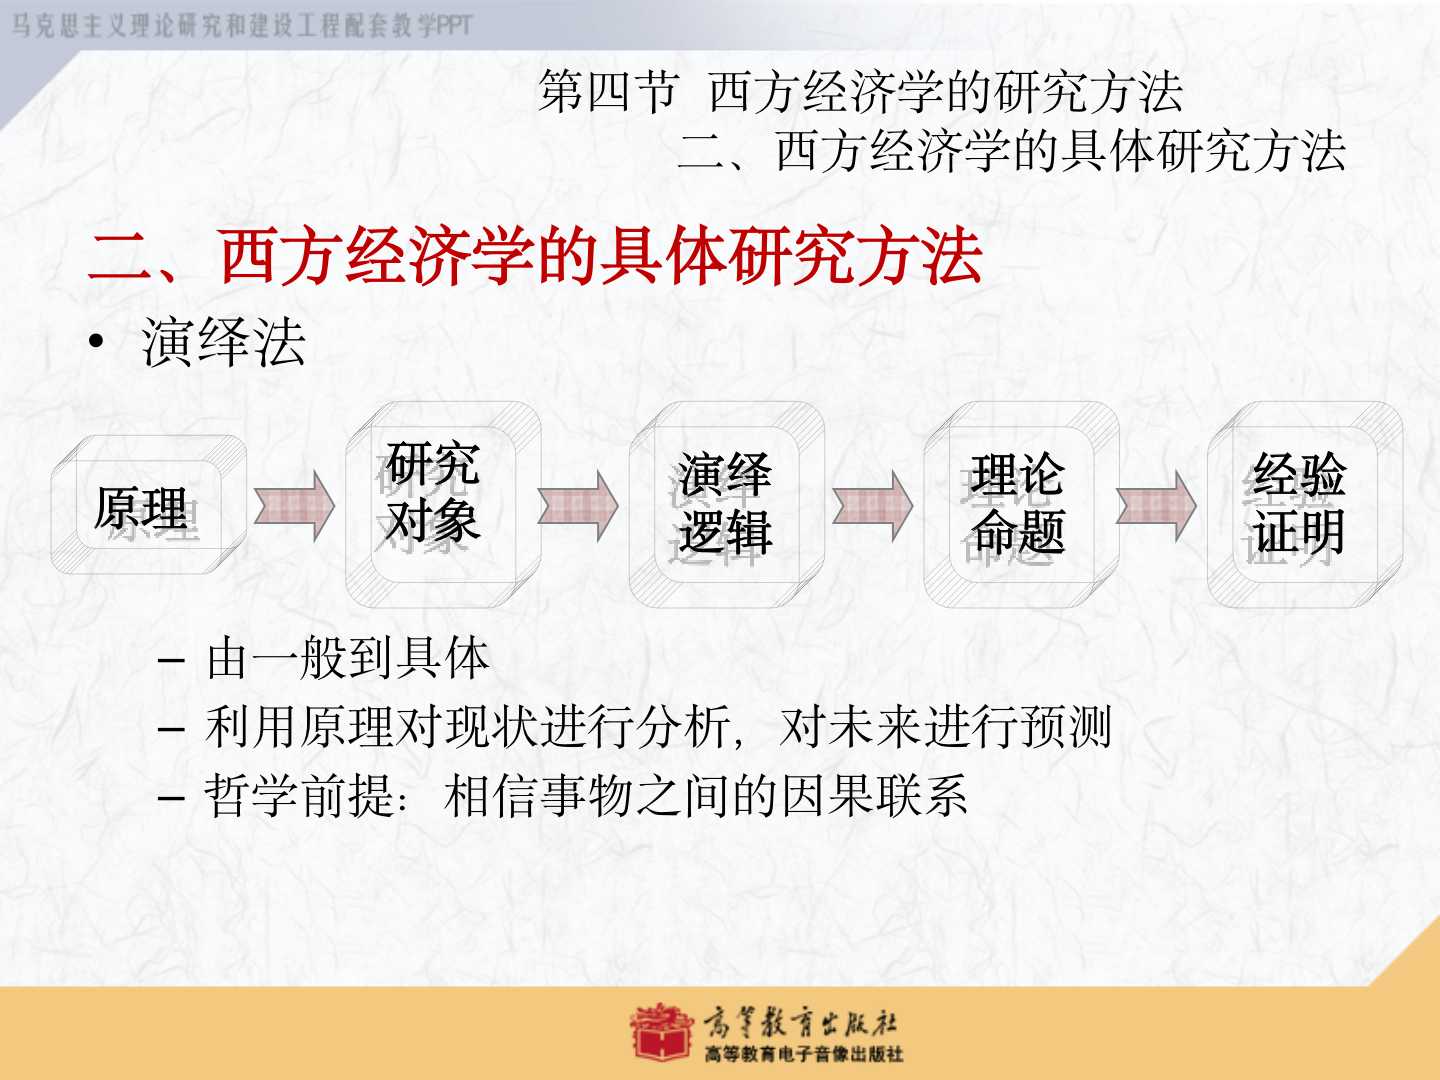 马克思主义理论研究和建设工程配套教学PPT
第四节 西方经济学的研究方法
二、西方经济学的具体研究方法
二、西方经济学的具体研究方法
• 演绎法
原理
研究
对象
演绎
逻辑
理论
命题
经验
证明
– 由一般到具体
– 利用原理对现状进行分析，对未来进行预测
– 哲学前提：相信事物之间的因果联系
高等教育出版社
高等教育电子音像出版社